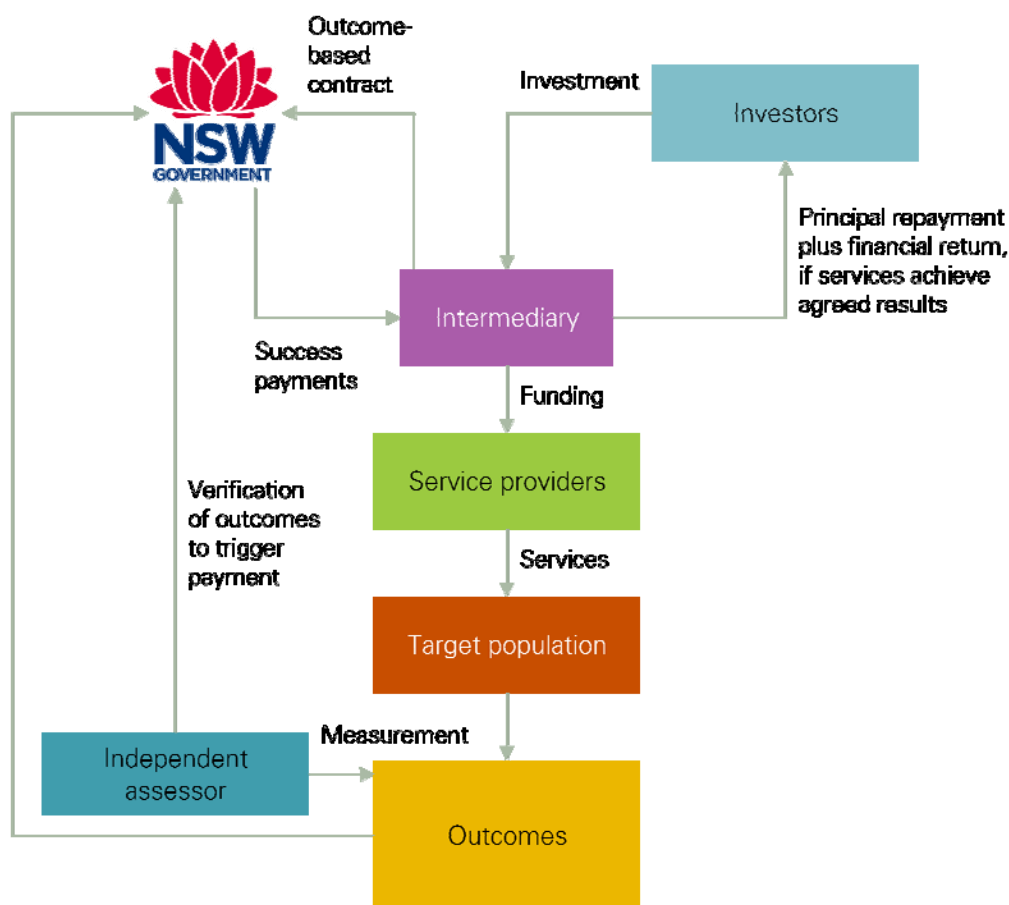 Outcome-
based
contract
NSW
GOVERNMENT
Investment
Investors
Principal repayment
plus financial return,
if services achieve
agreed results
Intermediary
Success
payments
Funding
Service providers
Verification
of outcomes
to trigger
payment
Services
Target population
Measurement
Independent
assessor
Outcomes